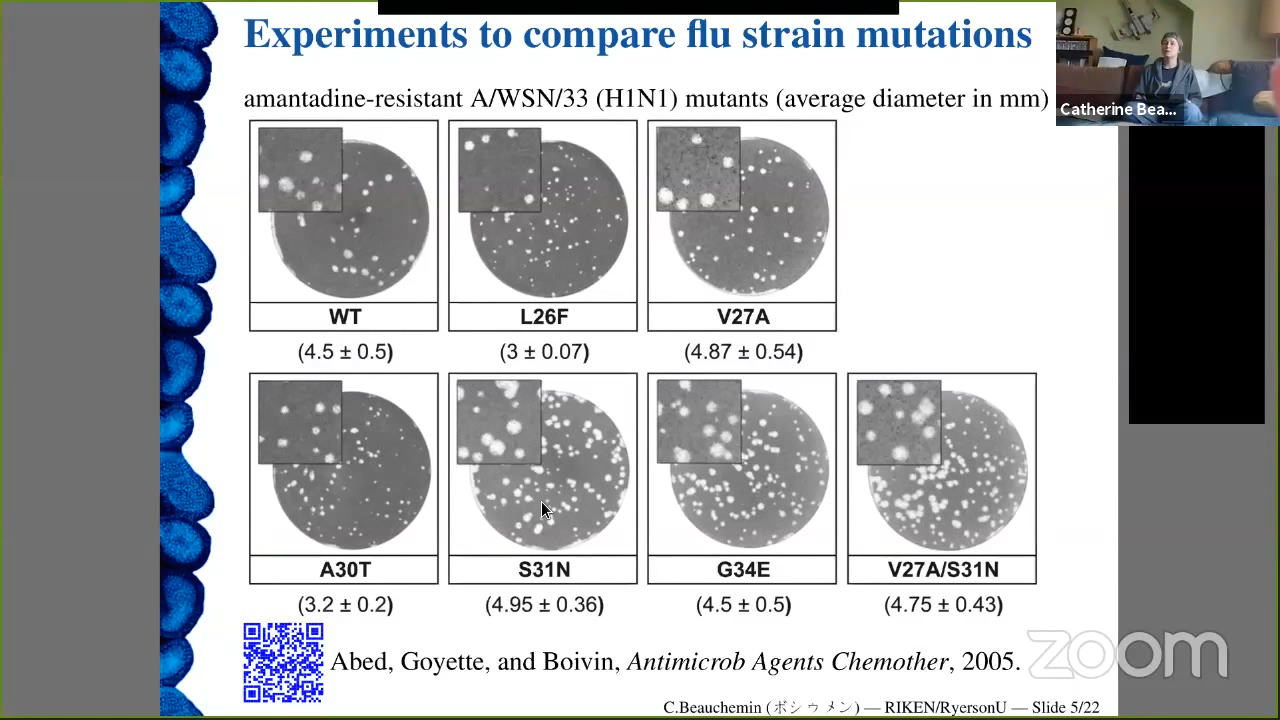 Experiments to compare flu strain mutations
amantadine-resistant A/WSN/33 (H1N1) mutants (average diameter in mm)
Catherine Bea...
WT
L26F
V27A
(4.5 ± 0.5)
(3 ± 0.07)
(4.87 ± 0.54)
A30T
S31N
G34E
V27A/S31N
(3.2 ± 0.2)
(4.95 ± 0.36)
(4.5 ± 0.5)
(4.75 ± 0.43)
Abed, Goyette, and Boivin, Antimicrob Agents Chemother, 2005.
zoom
C.Beauchemin (ボシ ゥ メン) — RIKEN/RyersonU — Slide 5/22